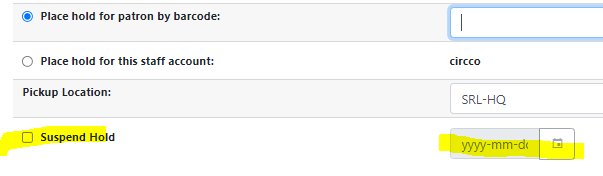 Place hold for patron by barcode:
Place hold for this staff account: circco
Pickup Location: SRL-HQ
Suspend Hold yyyy-mm-dd